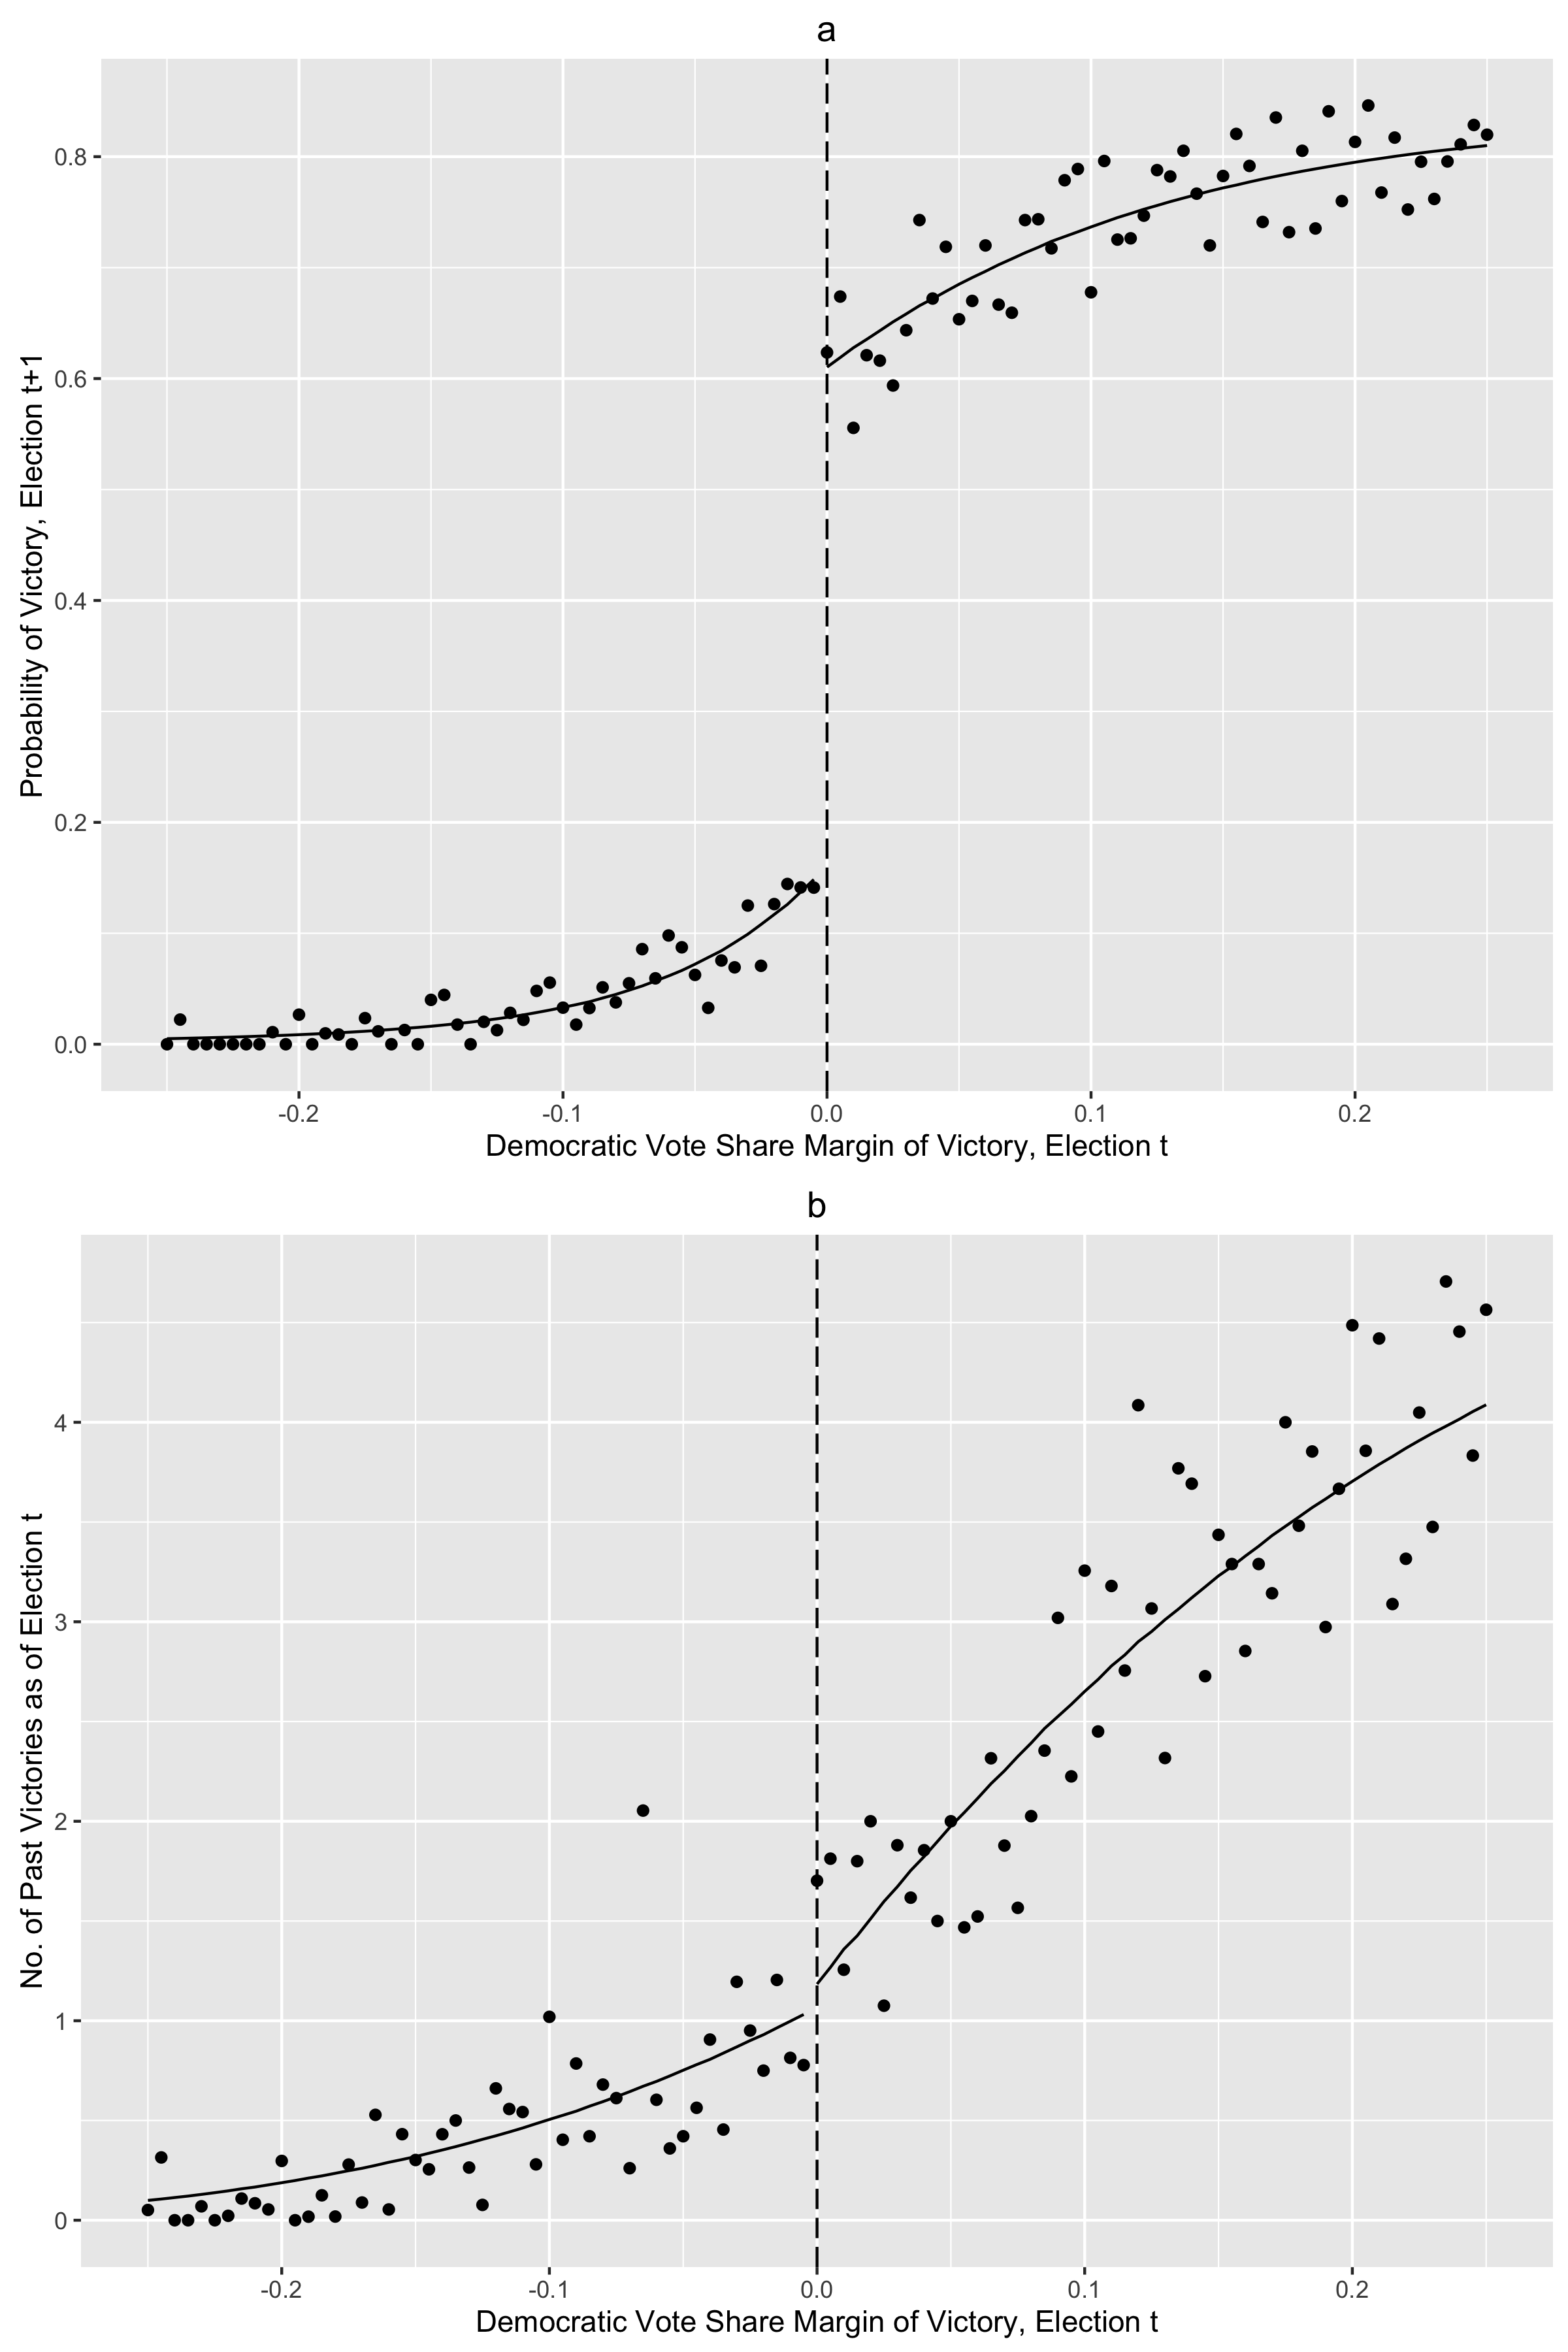 a
Probability of Victory, Election t+1
0.8
0.6
0.4
0.2
0.0
-0.2 -0.1 0.0 0.1 0.2
Democratic Vote Share Margin of Victory, Election t
b
No. of Past Victories as of Election t
4
3
2
1
0
-0.2 -0.1 0.0 0.1 0.2
Democratic Vote Share Margin of Victory, Election t